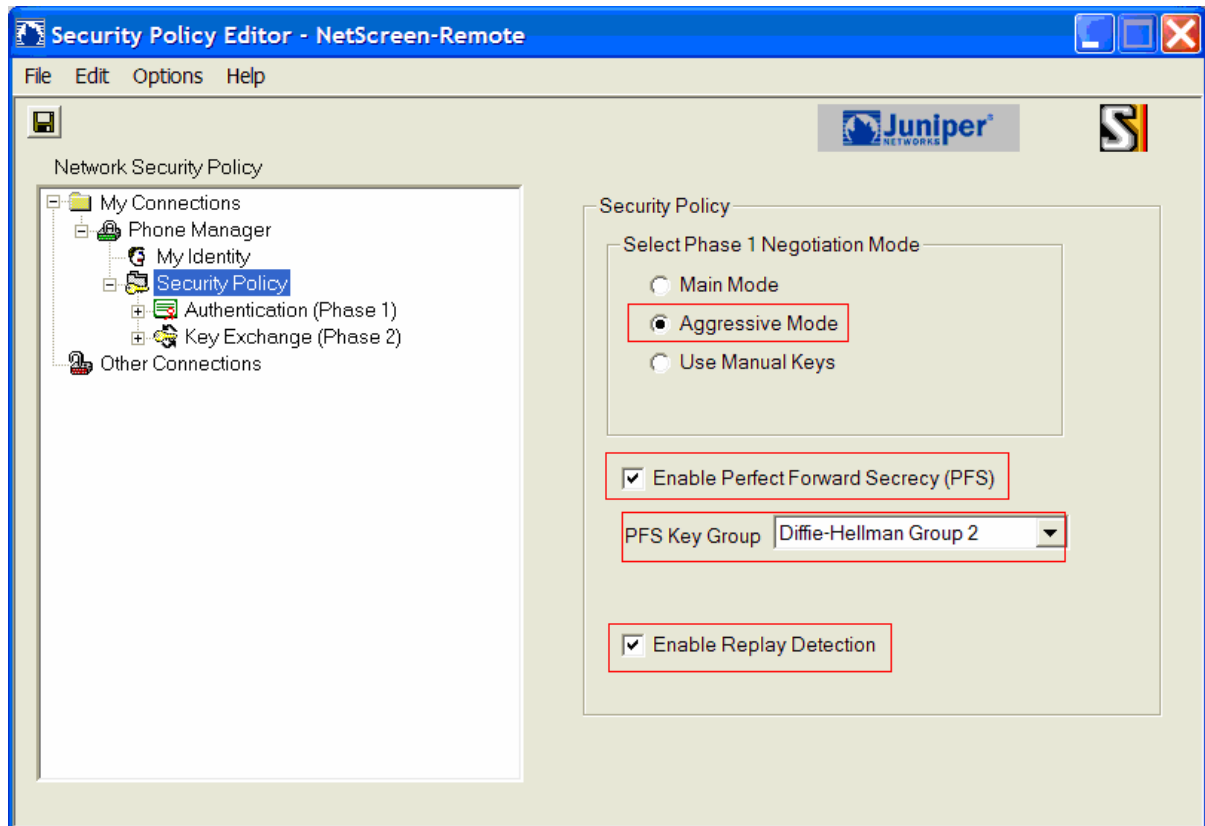 Security Policy Editor - NetScreen-Remote
File Edit Options Help
Juniper
NETWORKS
S
Network Security Policy
My Connections
Phone Manager
My Identity
Security Policy
Authentication (Phase 1)
Key Exchange (Phase 2)
Other Connections
Security Policy
Select Phase 1 Negotiation Mode
Main Mode
Aggressive Mode
Use Manual Keys
Enable Perfect Forward Secrecy (PFS)
PFS Key Group Diffie-Hellman Group 2
Enable Replay Detection